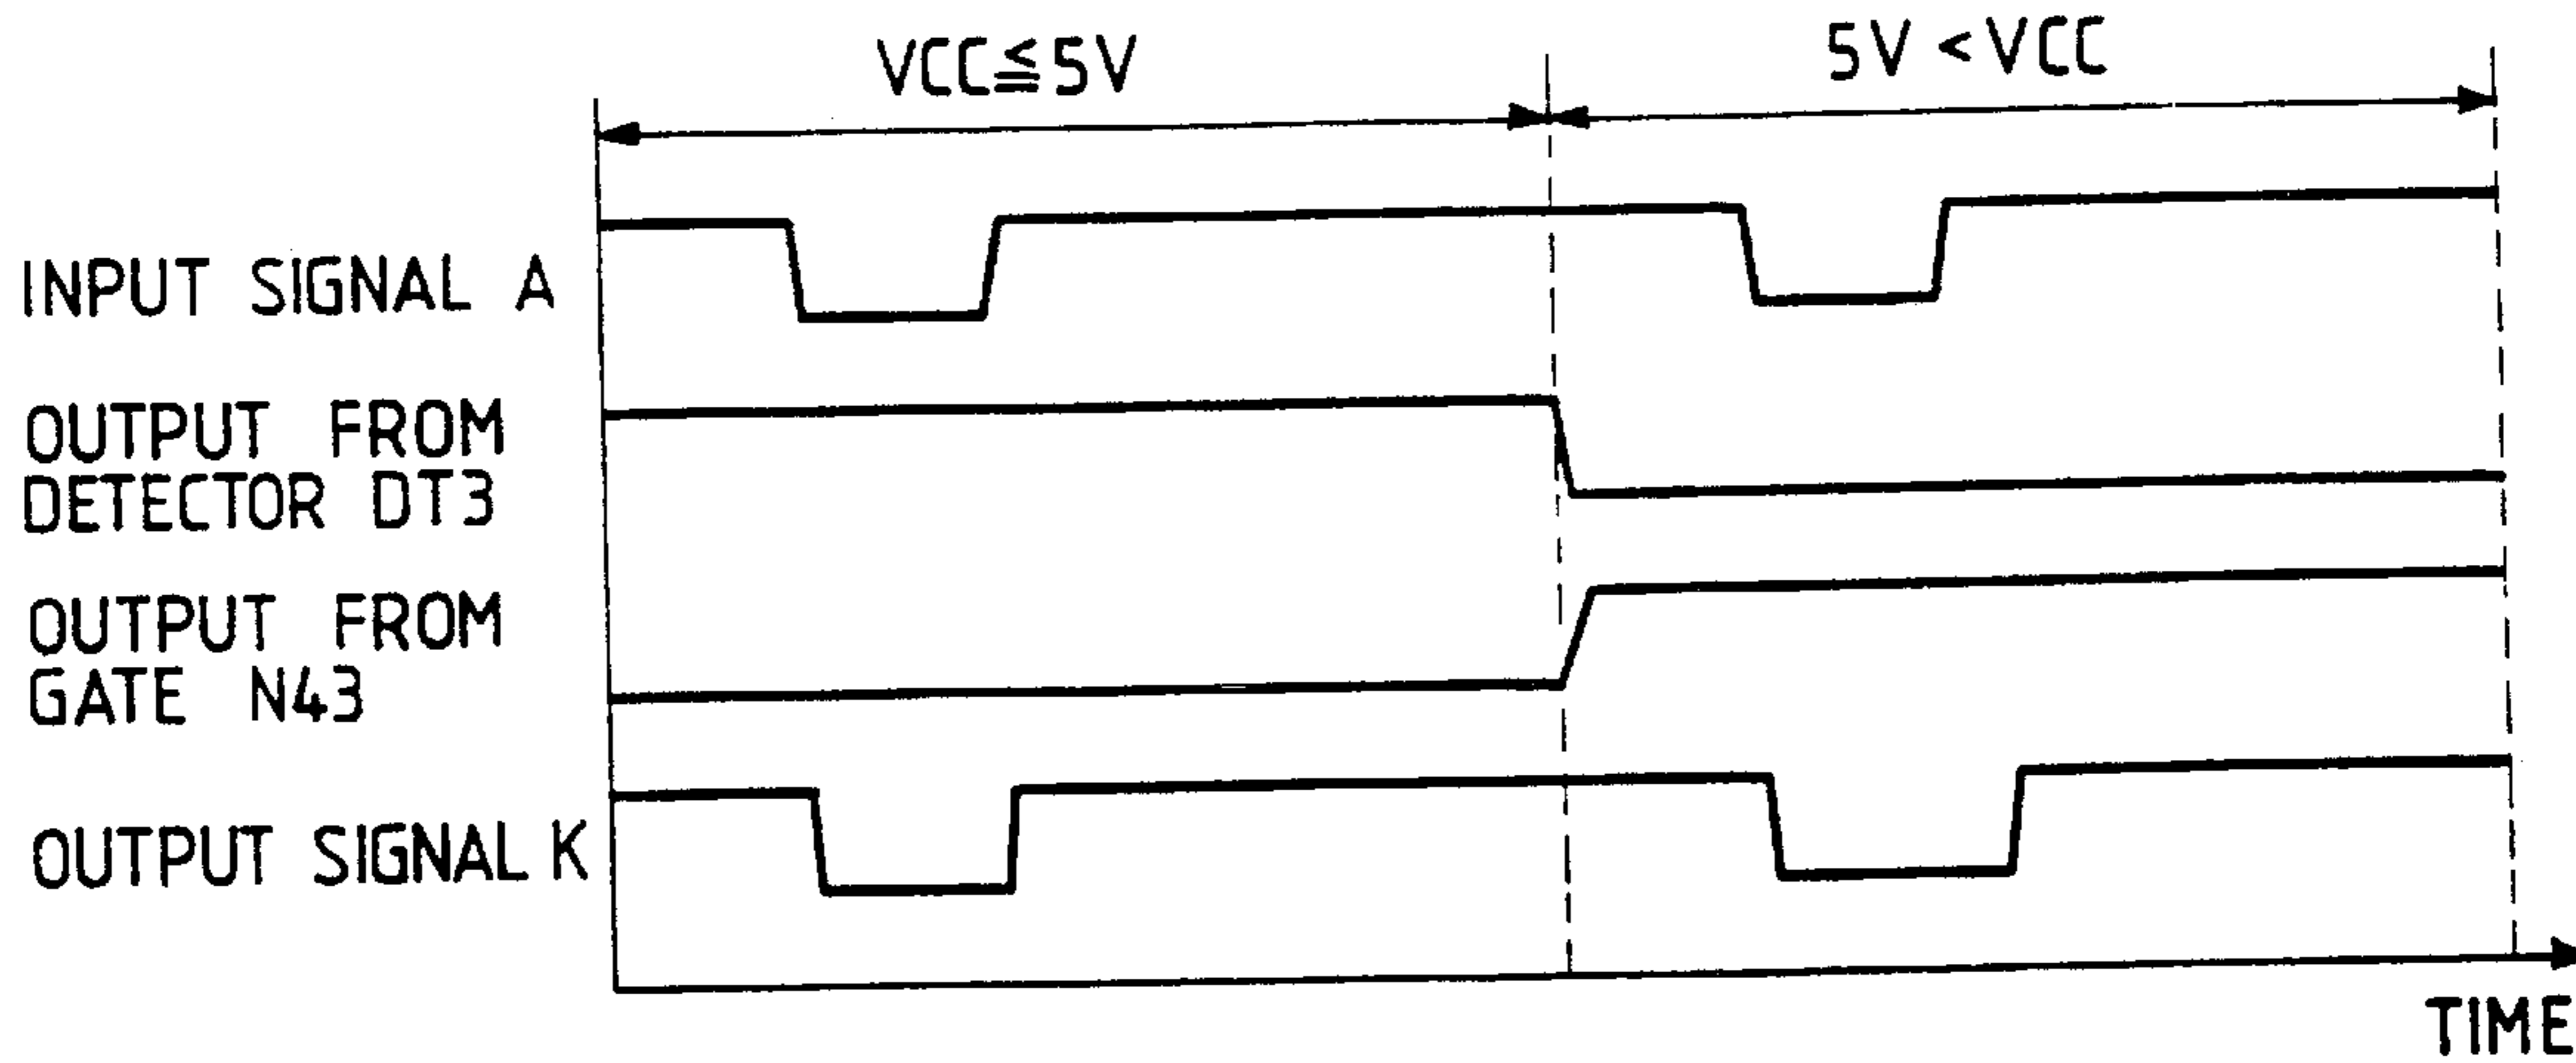 VCC≦5V
5V < VCC
INPUT SIGNAL A
OUTPUT FROM
DETECTOR DT3
OUTPUT FROM
GATE N43
OUTPUT SIGNAL K
TIME